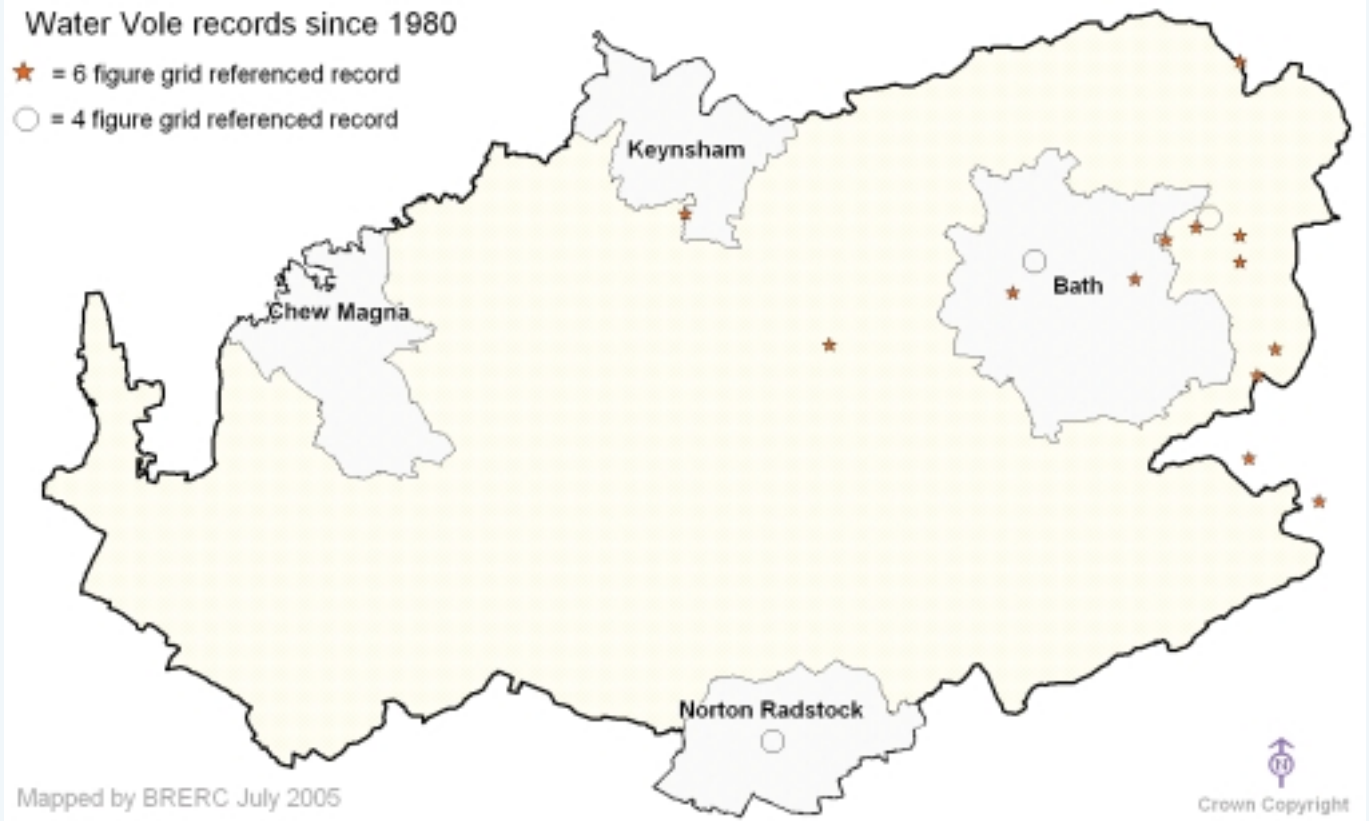 Water Vole records since 1980
= 6 figure grid referenced record
= 4 figure grid referenced record
Keynsham
Bath
Chew Magna
Norton Radstock
N
Mapped by BRERC July 2005
Crown Copyright